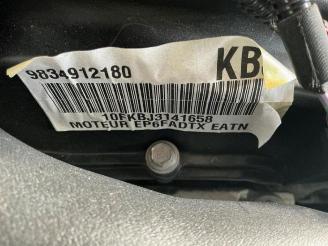 9834912180
KB
10FKBJ3141658
MOTEUR EP6FADTX EATN